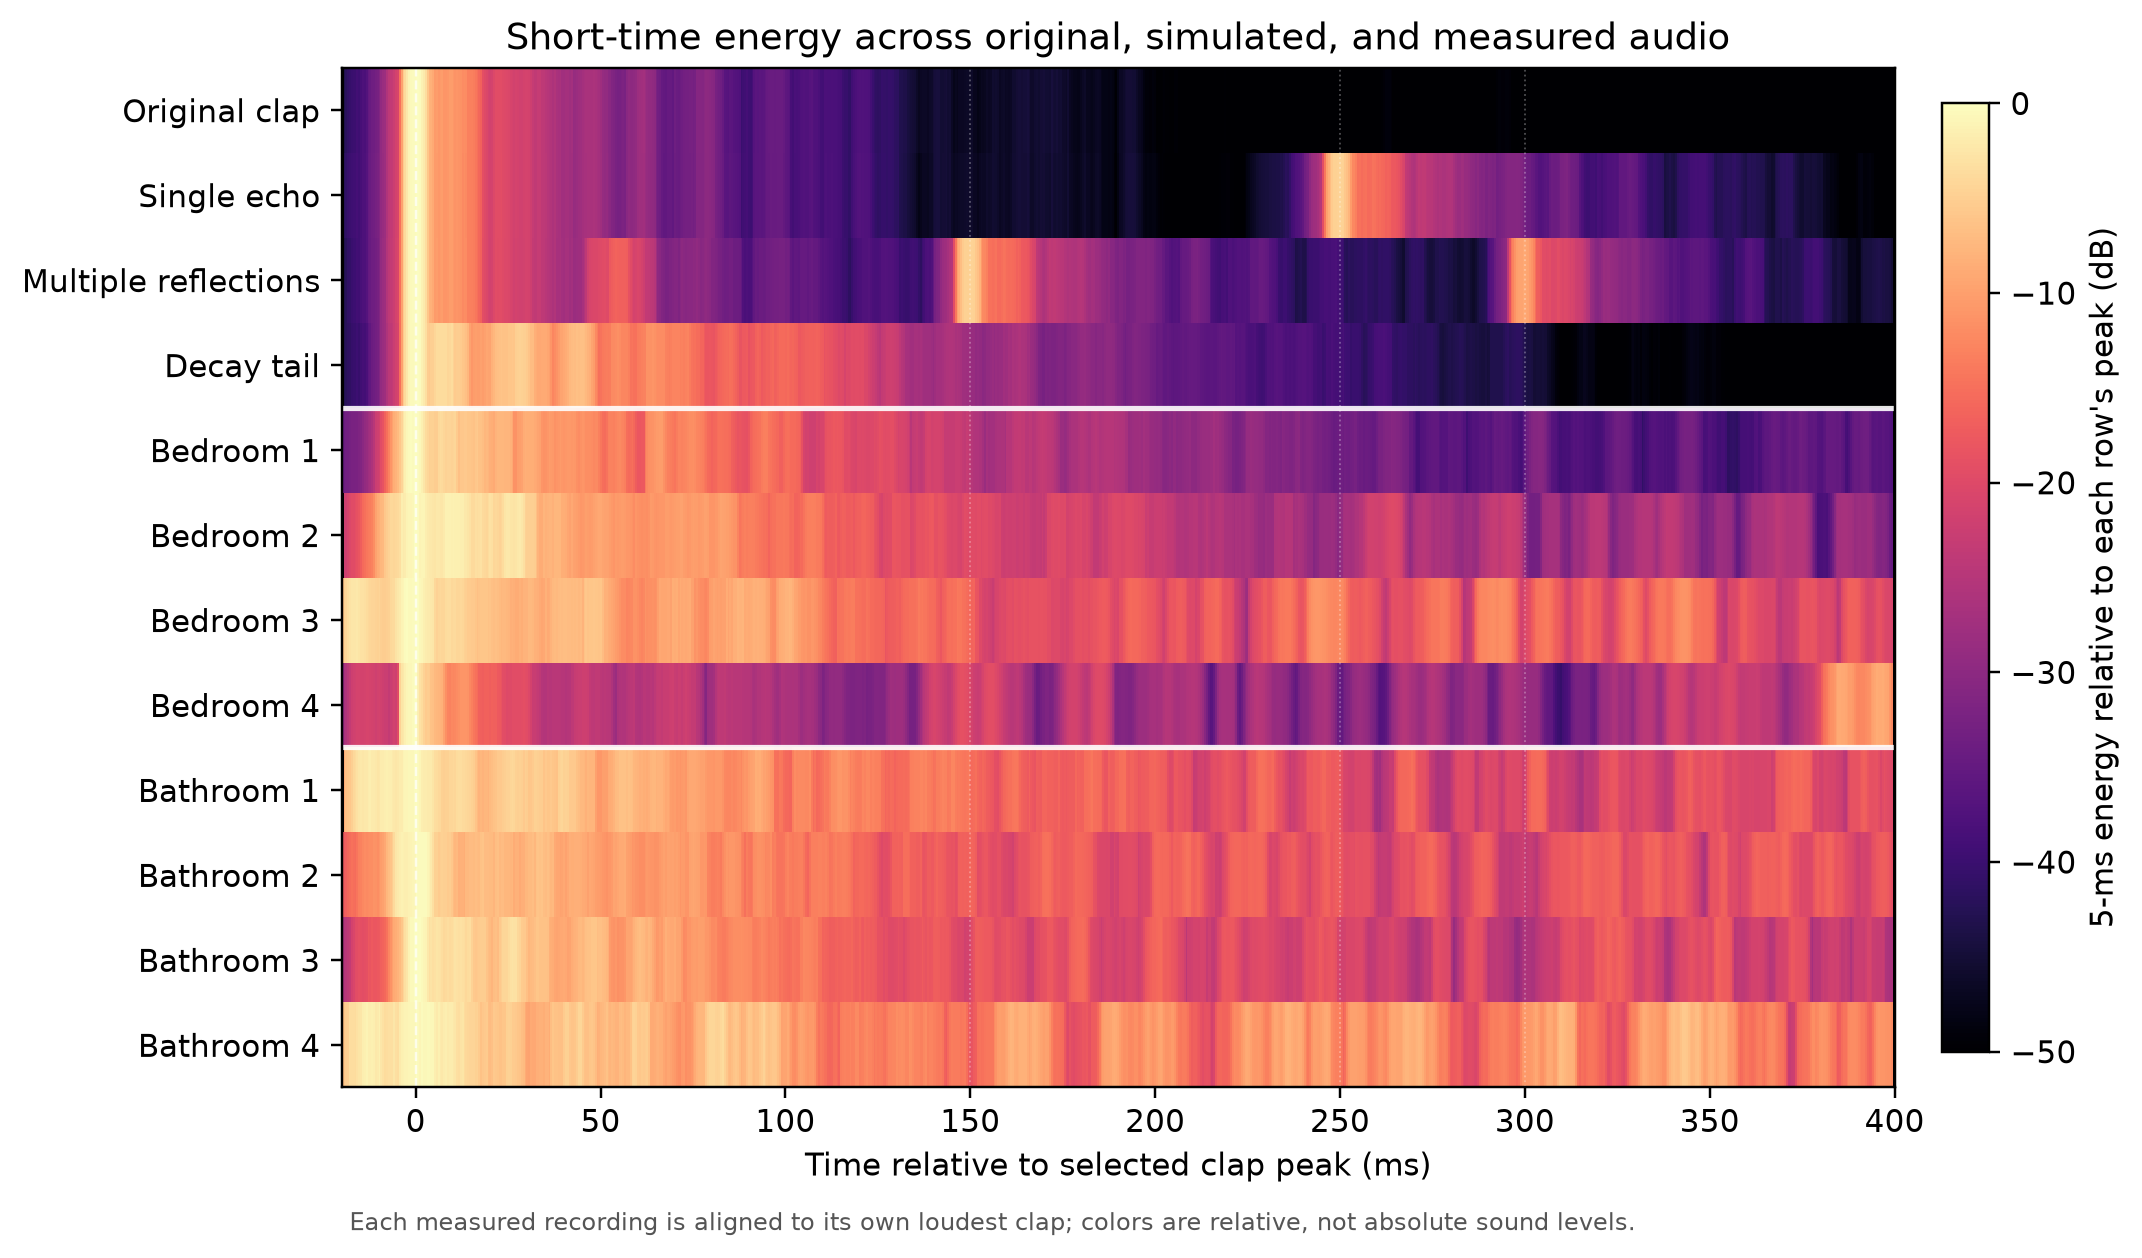 Short-time energy across original, simulated, and measured audio
Original clap
Single echo
Multiple reflections
Decay tail
Bedroom 1
Bedroom 2
Bedroom 3
Bedroom 4
Bathroom 1
Bathroom 2
Bathroom 3
Bathroom 4
0 50 100 150 200 250 300 350 400
Time relative to selected clap peak (ms)
0
−10
−20
−30
−40
−50
5-ms energy relative to each row's peak (dB)
Each measured recording is aligned to its own loudest clap; colors are relative, not absolute sound levels.